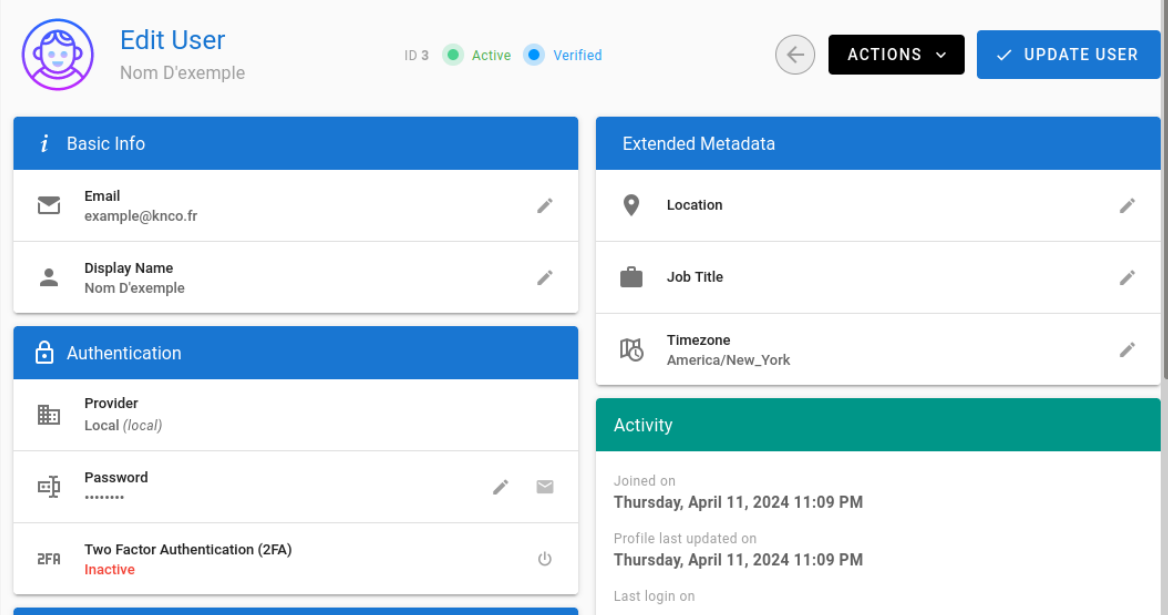 Edit User
Nom D'exemple
ID 3
Active
Verified
ACTIONS
UPDATE USER
i Basic Info
Email
example@knco.fr
Display Name
Nom D'exemple
Authentication
Provider
Local (local)
Password
••••••••
2FA
Two Factor Authentication (2FA)
Inactive
Extended Metadata
Location
Job Title
Timezone
America/New_York
Activity
Joined on
Thursday, April 11, 2024 11:09 PM
Profile last updated on
Thursday, April 11, 2024 11:09 PM
Last login on